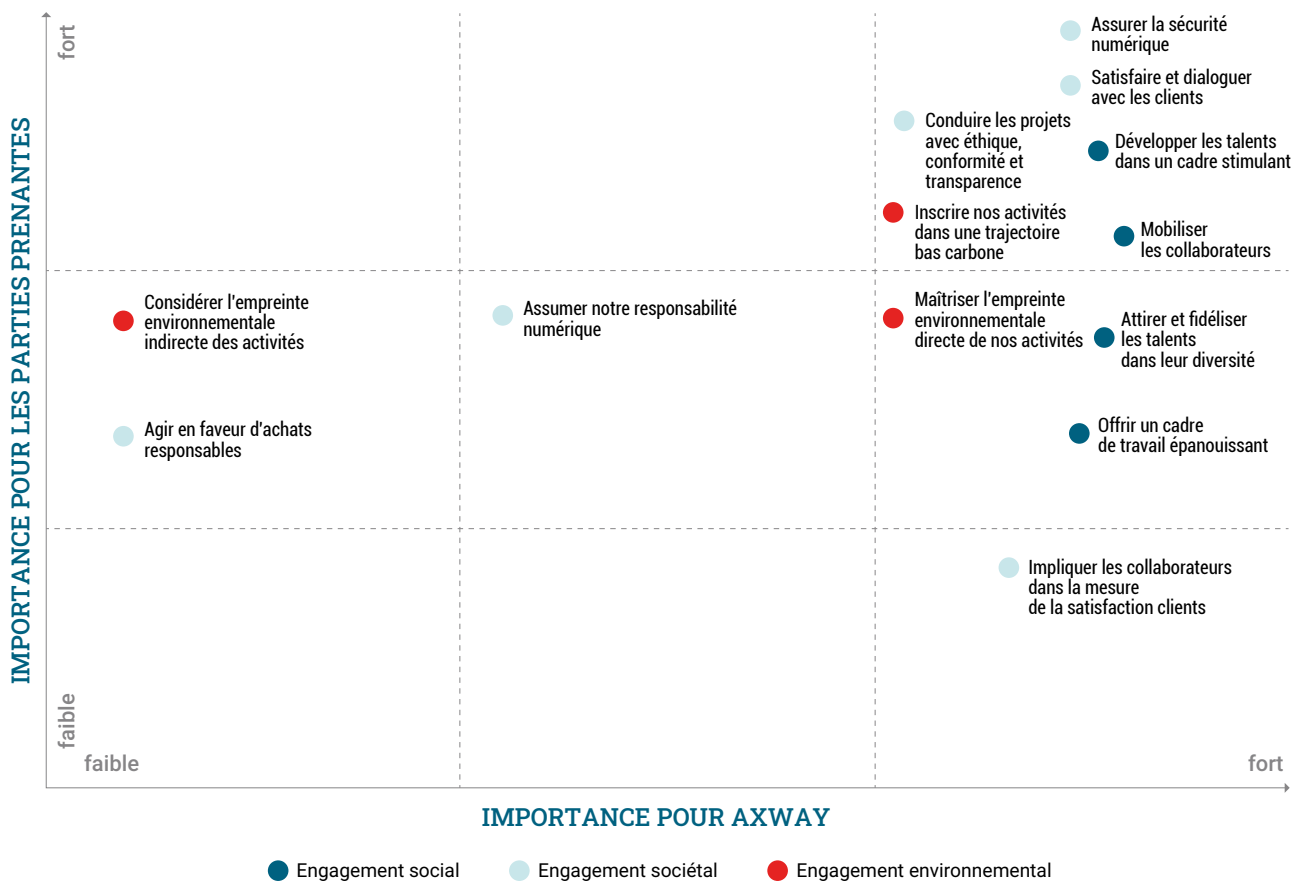 fort
IMPORTANCE POUR LES PARTIES PRENANTES
faible
Assurer la sécurité
numérique
Satisfaire et dialoguer
avec les clients
Conduire les projets
avec éthique,
conformité et
transparence
Développer les talents
dans un cadre stimulant
Inscrire nos activités
dans une trajectoire
bas carbone
Mobiliser
les collaborateurs
Considérer l'empreinte
environnementale
indirecte des activités
Assumer notre responsabilité
numérique
Maîtriser l'empreinte
environnementale
directe de nos activités
Attirer et fidéliser
les talents
dans leur diversité
Agir en faveur d'achats
responsables
Offrir un cadre
de travail épanouissant
Impliquer les collaborateurs
dans la mesure
de la satisfaction clients
faible
fort
IMPORTANCE POUR AXWAY
Engagement social
Engagement sociétal
Engagement environnemental